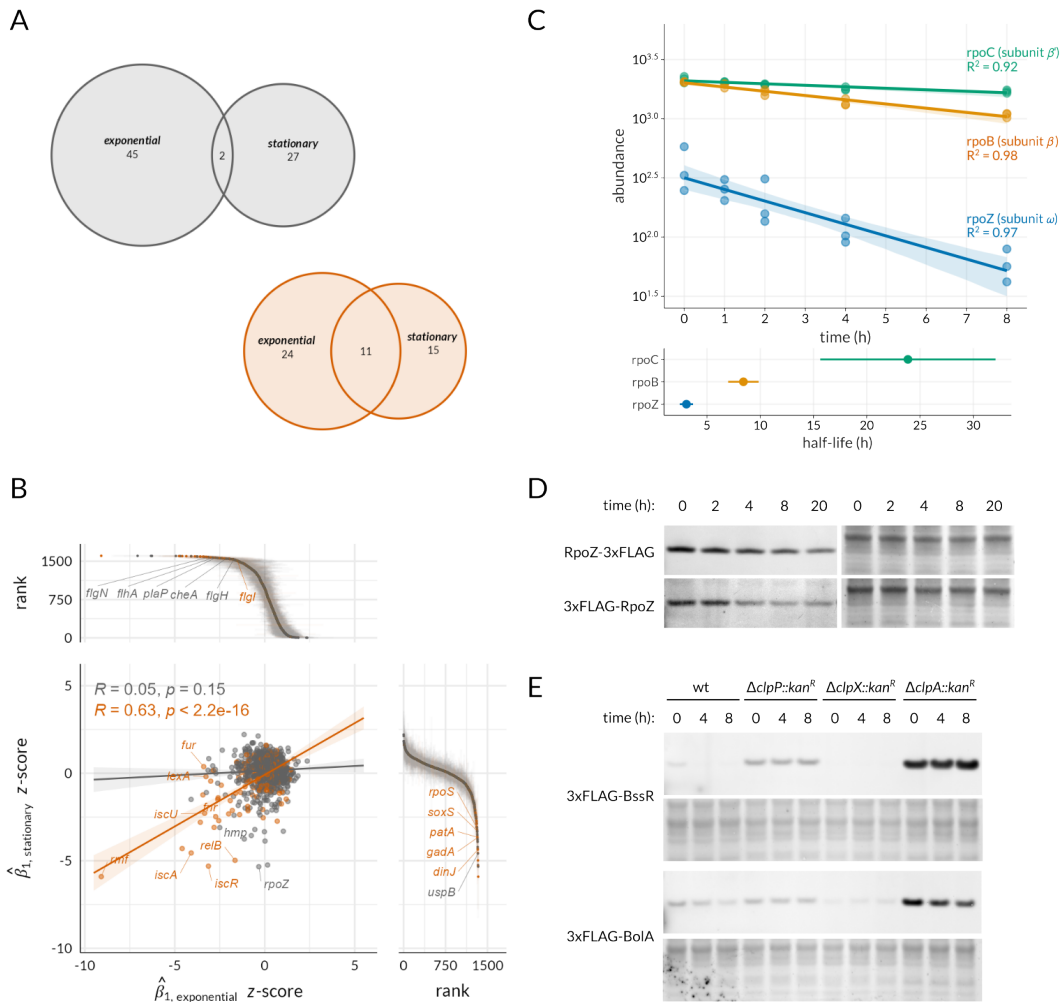 A
exponential
45
2
stationary
27
exponential
24
11
stationary
15
B
rank
1500
750
0
flgN
flhA
plaP
cheA
flgH
flgI
R = 0.05, p = 0.15
R = 0.63, p < 2.2e-16
β̂1, stationary z-score
5
0
-5
-10
fur
lexA
iscU
fnr
hmp
relB
rmf
iscA
iscR
rpoZ
-10
-5
0
5
β̂1, exponential z-score
rpoS
soxS
patA
gadA
dinJ
uspB
0
750
1500
rank
C
abundance
10^3.5
10^3.0
10^2.5
10^2.0
10^1.5
rpoC (subunit β')
R² = 0.92
rpoB (subunit β)
R² = 0.98
rpoZ (subunit ω)
R² = 0.97
0 1 2 3 4 5 6 7 8
time (h)
rpoC
rpoB
rpoZ
5 10 15 20 25 30
half-life (h)
D
time (h): 0 2 4 8 20 0 2 4 8 20
RpoZ-3xFLAG
3xFLAG-RpoZ
E
wt ΔclpP::kanᴿ ΔclpX::kanᴿ ΔclpA::kanᴿ
time (h): 0 4 8 0 4 8 0 4 8 0 4 8
3xFLAG-BssR
3xFLAG-BolA